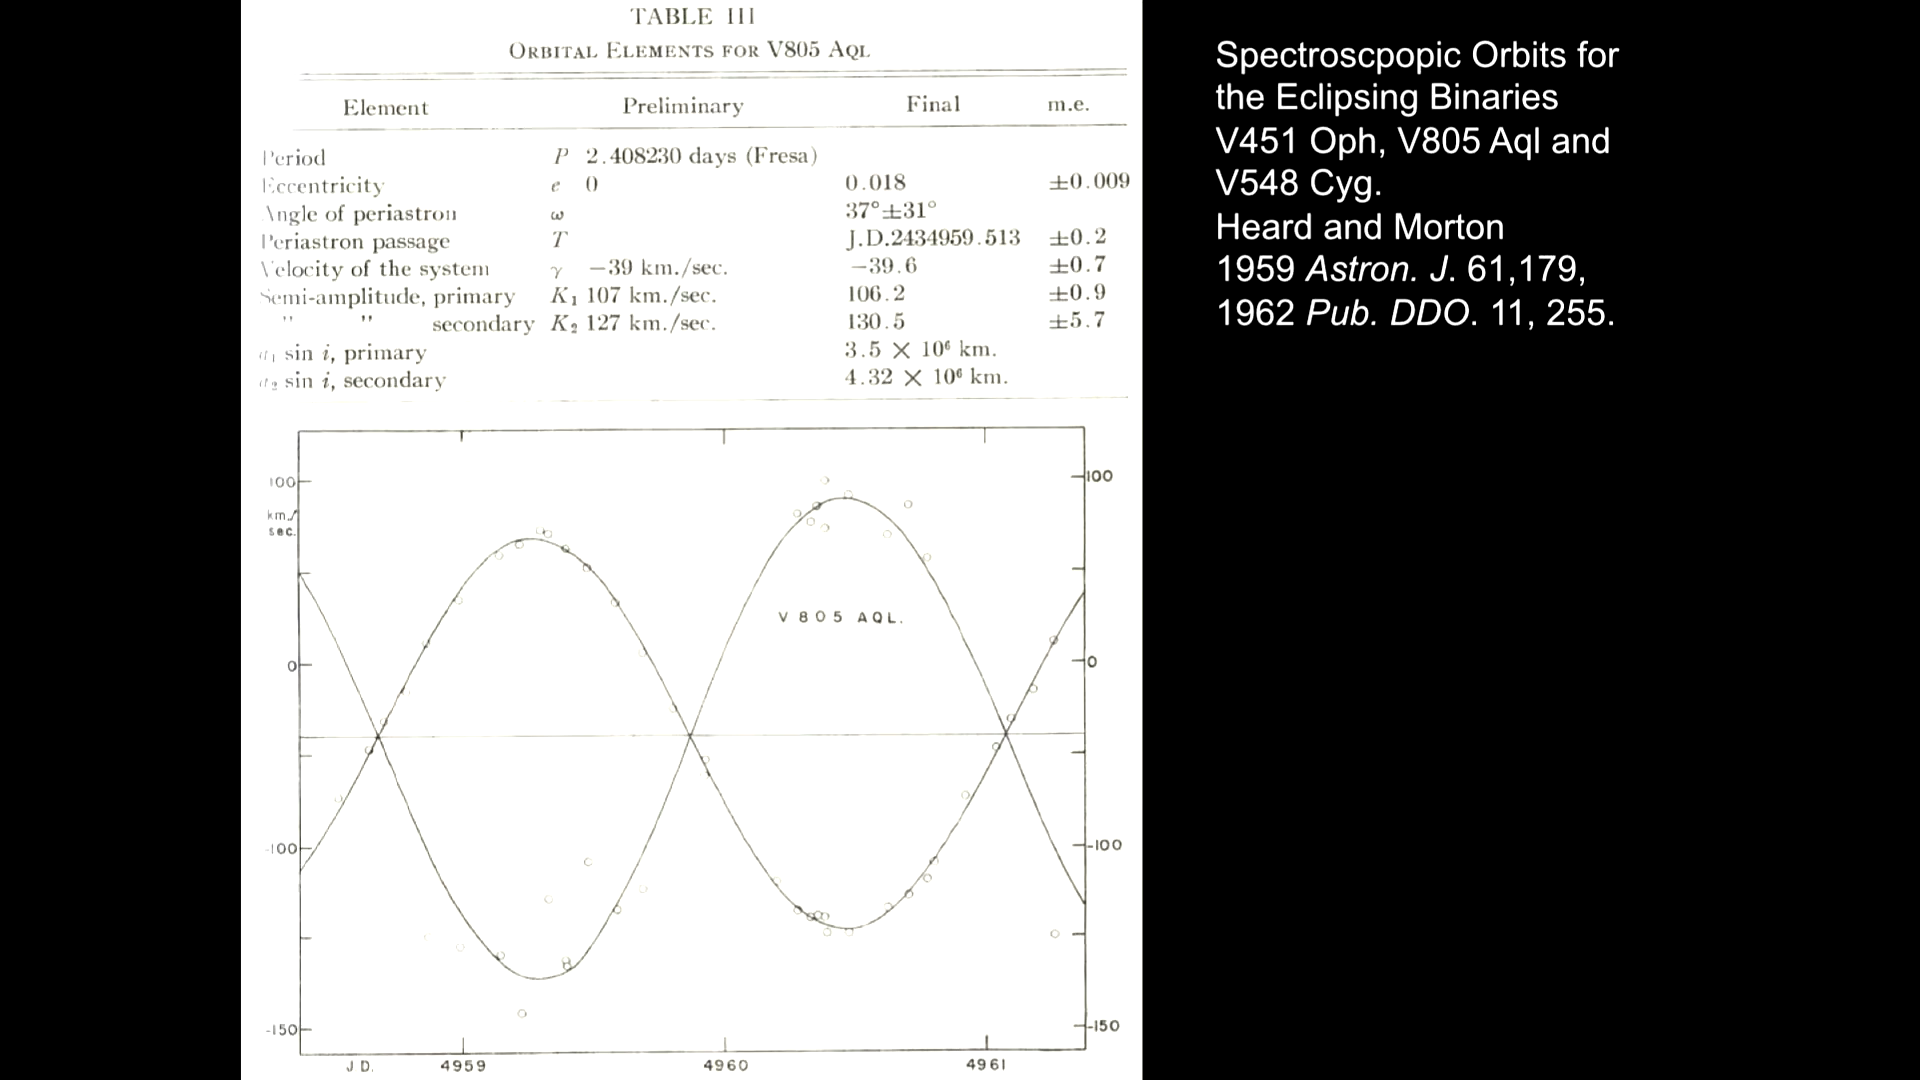 TABLE III
ORBITAL ELEMENTS FOR V805 AQL
Element Preliminary Final m.e.
Period P 2.408230 days (Fresa)
Eccentricity e 0 0.018 ±0.009
Angle of periastron ω 37°±31°
Periastron passage T J.D.2434959.513 ±0.2
Velocity of the system γ −39 km./sec. −39.6 ±0.7
Semi-amplitude, primary K₁ 107 km./sec. 106.2 ±0.9
" " secondary K₂ 127 km./sec. 130.5 ±5.7
a₁ sin i, primary 3.5 × 10⁶ km.
a₂ sin i, secondary 4.32 × 10⁶ km.
100 100
km./
sec.
V 805 AQL.
0 0
-100 -100
-150 -150
J.D. 4959 4960 4961
Spectroscpopic Orbits for
the Eclipsing Binaries
V451 Oph, V805 Aql and
V548 Cyg.
Heard and Morton
1959 Astron. J. 61,179,
1962 Pub. DDO. 11, 255.